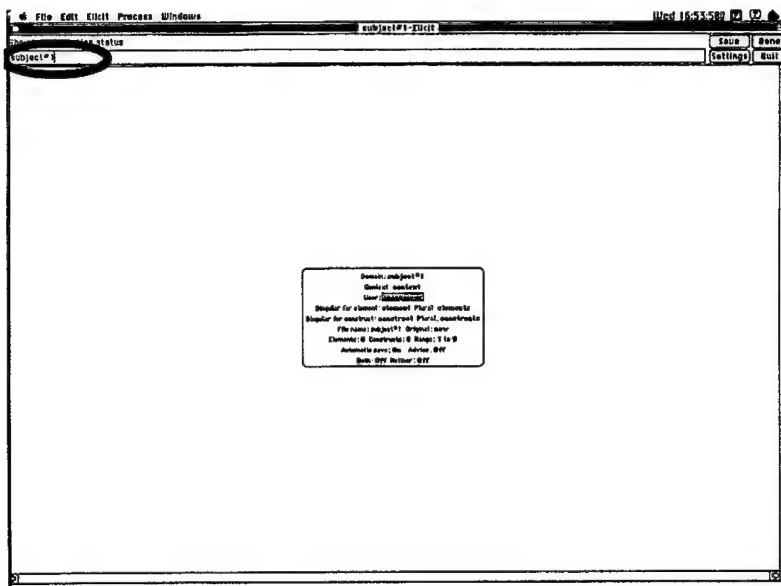 File Edit Elicit Process Windows Wed 16:53:58
subject#1-Elicit
status Save Done
subject#1 Settings Quit
Domain: subject#1
Context: context
User:
Singular for element: element Plural: elements
Singular for construct: construct Plural: constructs
File name: subject#1 Original: none
Elements: 0 Constructs: 0 Range: 1 to 9
Automatic save: On Advice: Off
Both: Off Neither: Off